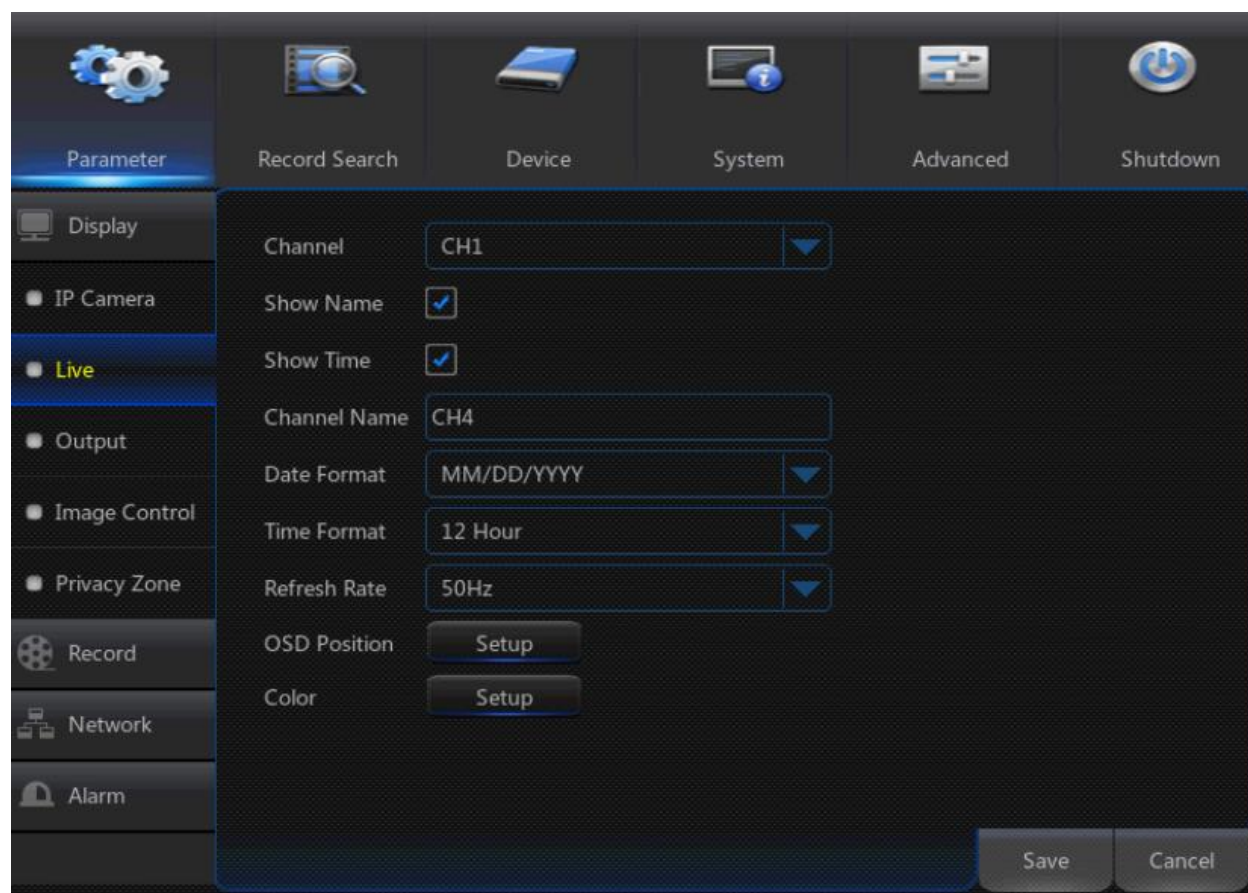 Parameter Record Search Device System Advanced Shutdown
Display
IP Camera
Live
Output
Image Control
Privacy Zone
Record
Network
Alarm
Channel CH1
Show Name
Show Time
Channel Name CH4
Date Format MM/DD/YYYY
Time Format 12 Hour
Refresh Rate 50Hz
OSD Position Setup
Color Setup
Save Cancel